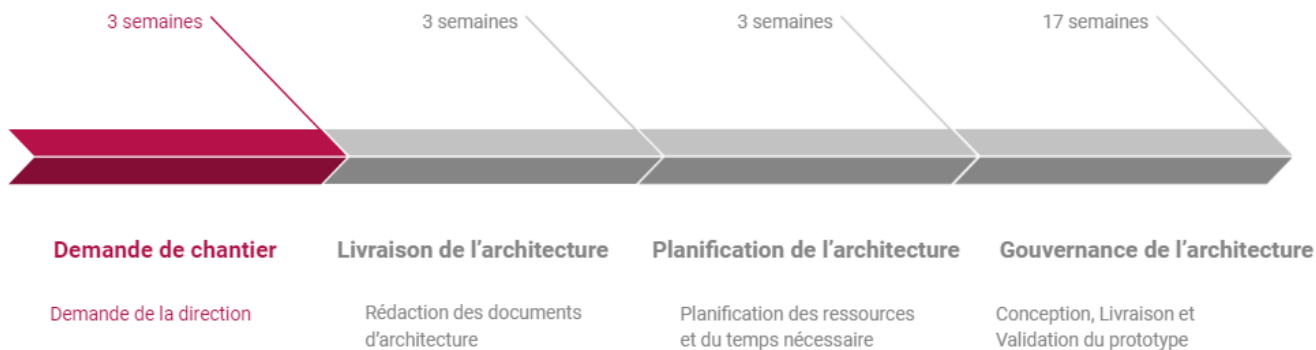 3 semaines
3 semaines
3 semaines
17 semaines
Demande de chantier
Livraison de l’architecture
Planification de l’architecture
Gouvernance de l’architecture
Demande de la direction
Rédaction des documents
d’architecture
Planification des ressources
et du temps nécessaire
Conception, Livraison et
Validation du prototype